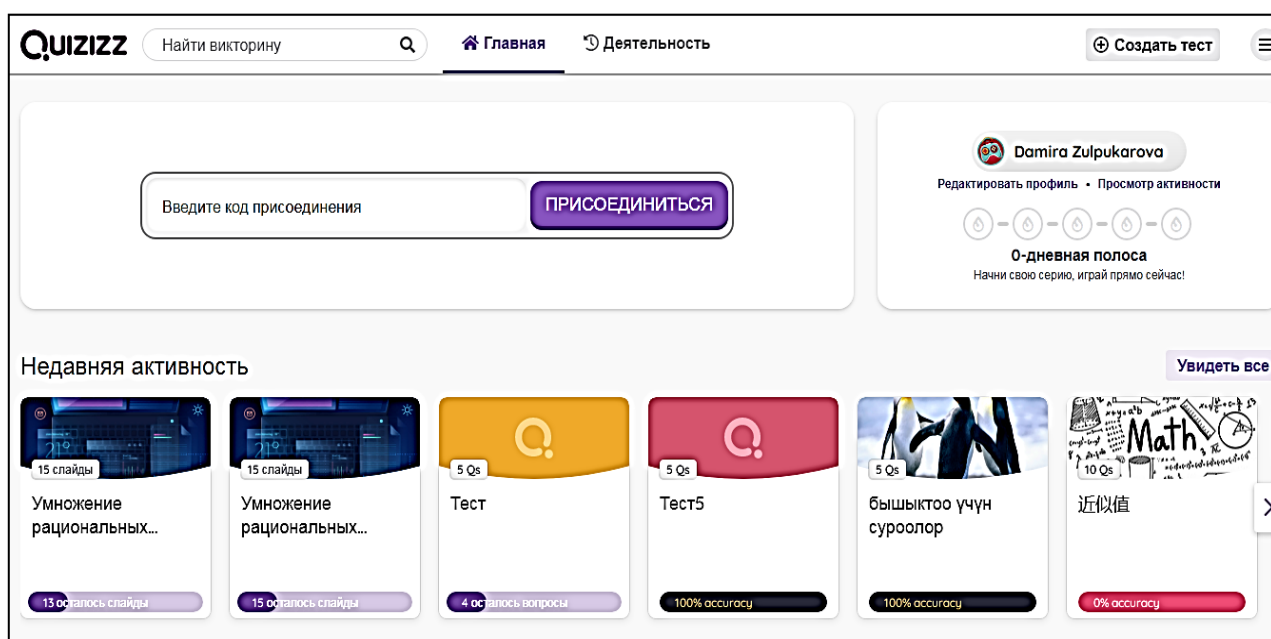 QUIZIZZ Найти викторину Главная Деятельность Создать тест
Damira Zulpukarova
Редактировать профиль • Просмотр активности
Введите код присоединения ПРИСОЕДИНИТЬСЯ
0-дневная полоса
Начни свою серию, играй прямо сейчас!
Недавняя активность Увидеть все
15 слайды
Умножение
рациональных...
13 осталось слайды
15 слайды
Умножение
рациональных...
15 осталось слайды
5 Qs
Тест
4 осталось вопросы
5 Qs
Тест5
100% accuracy
5 Qs
бышыктоо үчүн
суроолор
100% accuracy
Math
10 Qs
近似值
0% accuracy